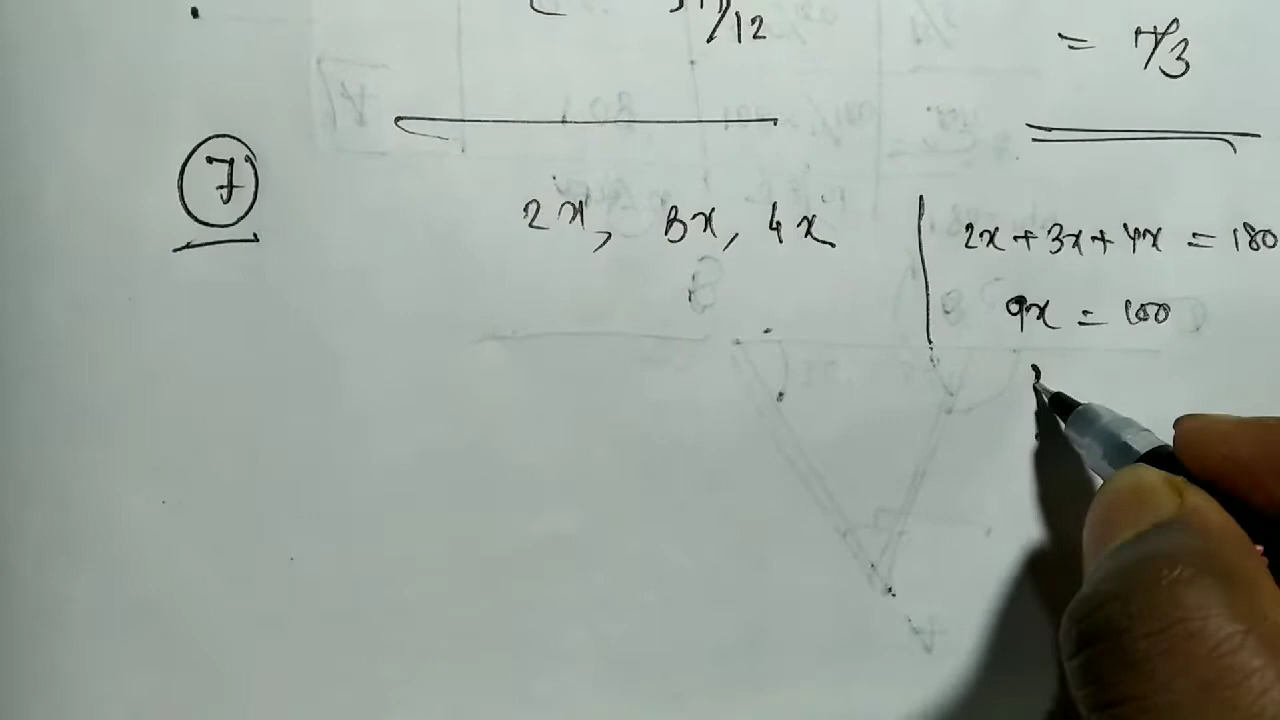 π/12
= π/3
7
2x, 3x, 4x
2x + 3x + 4x = 180
9x = 180